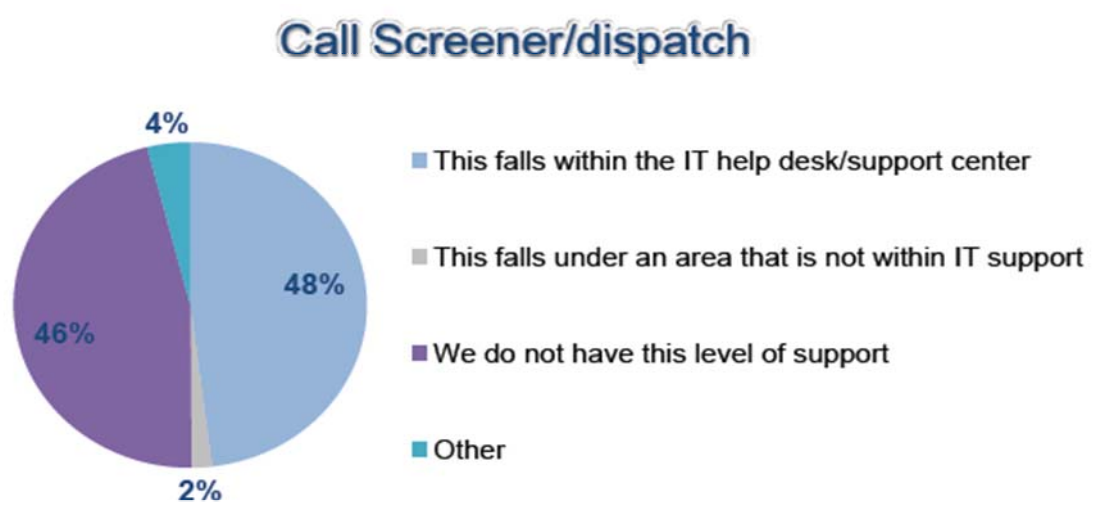 Call Screener/dispatch
4%
This falls within the IT help desk/support center
This falls under an area that is not within IT support
48%
46%
We do not have this level of support
Other
2%